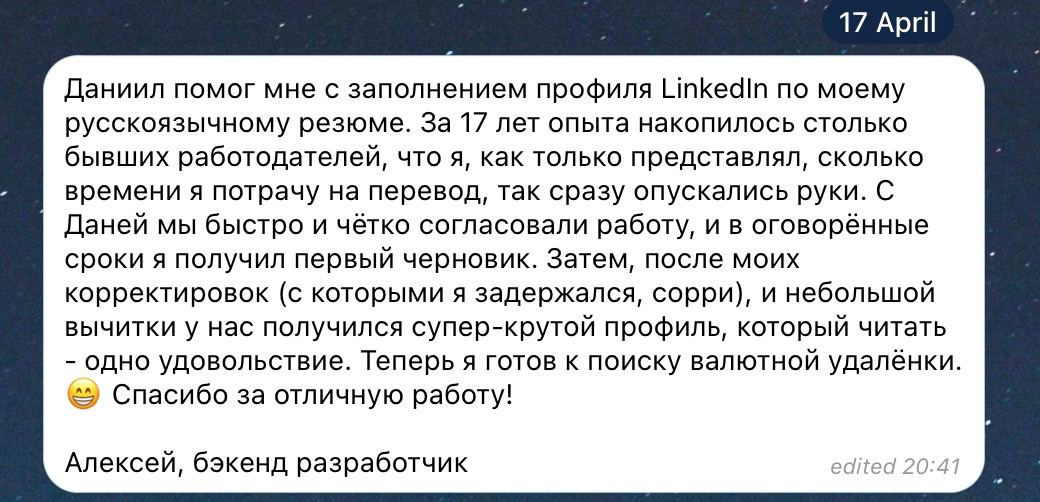 17 April
Даниил помог мне с заполнением профиля LinkedIn по моему
русскоязычному резюме. За 17 лет опыта накопилось столько
бывших работодателей, что я, как только представлял, сколько
времени я потрачу на перевод, так сразу опускались руки. С
Даней мы быстро и чётко согласовали работу, и в оговорённые
сроки я получил первый черновик. Затем, после моих
корректировок (с которыми я задержался, сорри), и небольшой
вычитки у нас получился супер-крутой профиль, который читать
- одно удовольствие. Теперь я готов к поиску валютной удалёнки.
😁 Спасибо за отличную работу!
Алексей, бэкенд разработчик
edited 20:41